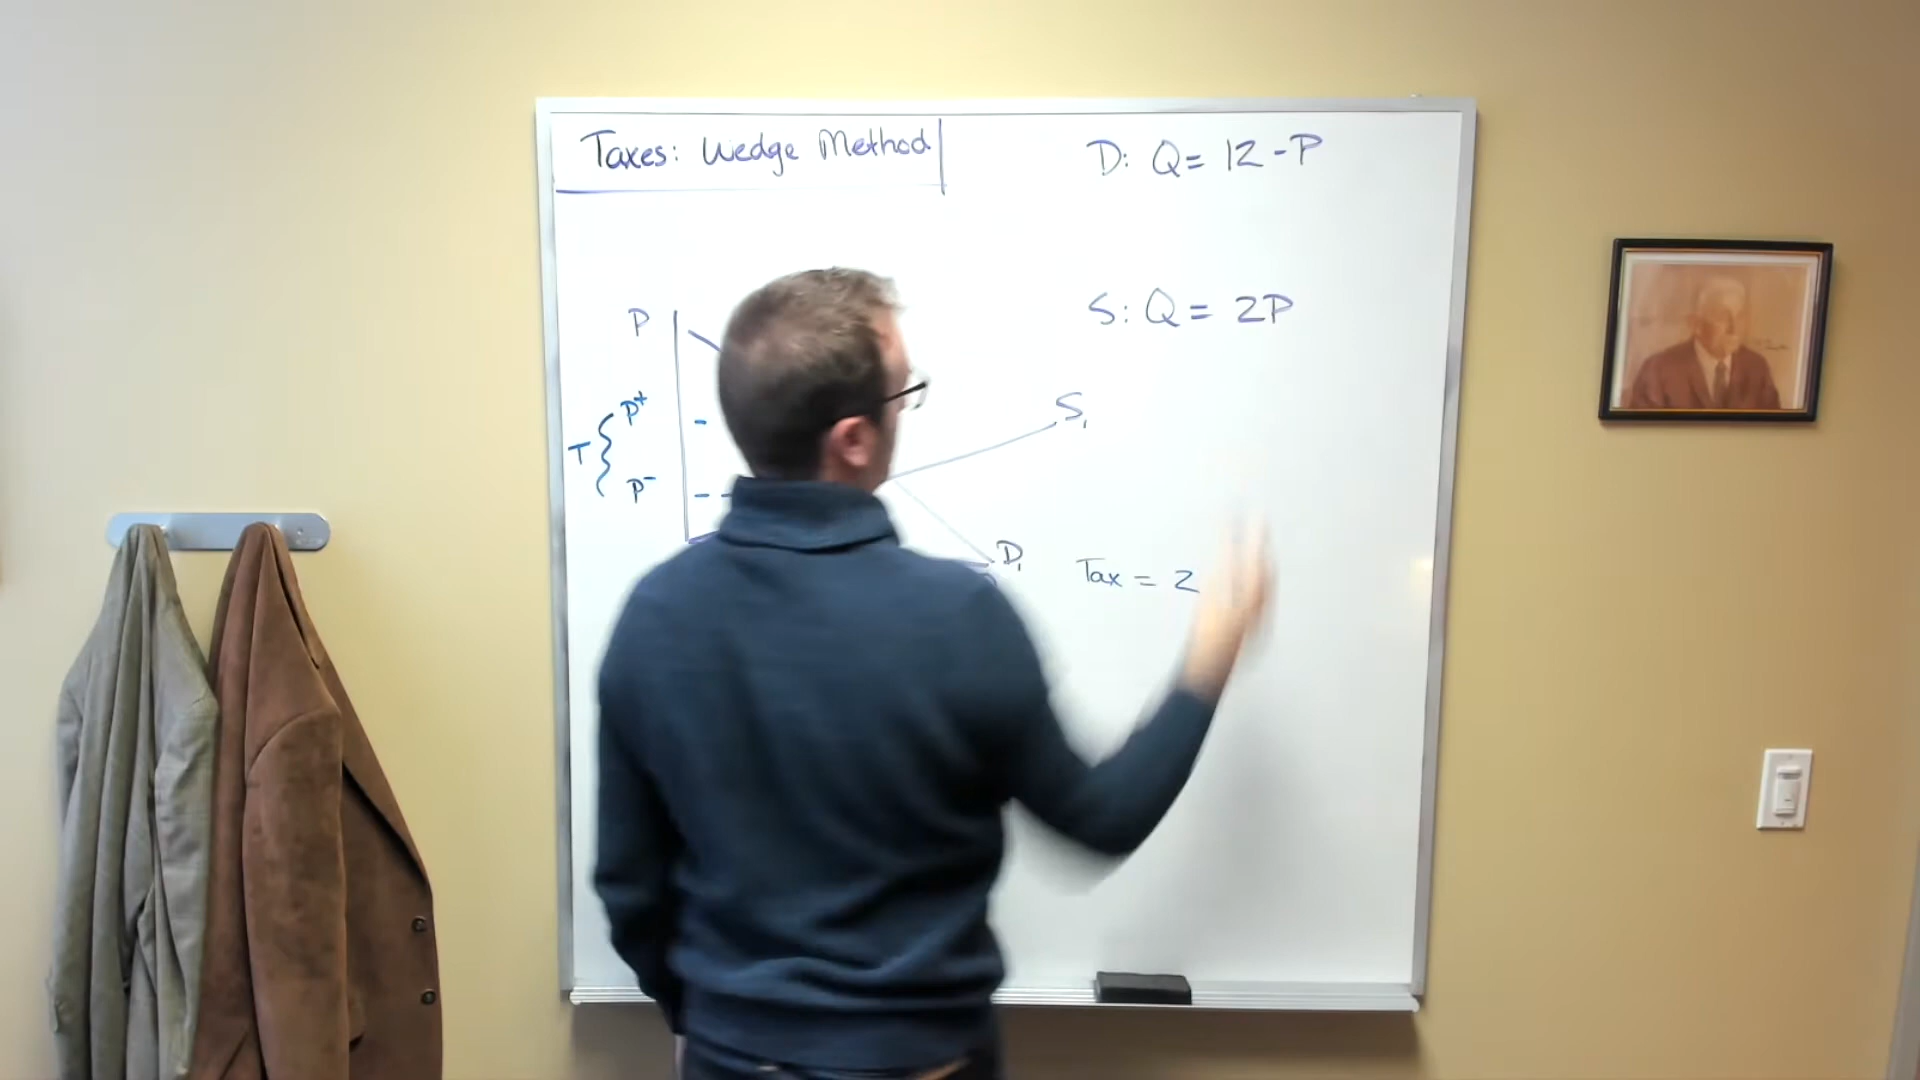 Taxes: Wedge Method
D: Q = 12 - P
S: Q = 2P
P
P+
T {
P-
S1
D1
Tax = 2